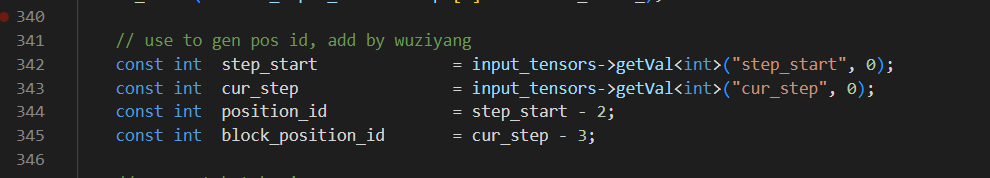 340
341 // use to gen pos id, add by wuziyang
342 const int step_start = input_tensors->getVal<int>("step_start", 0);
343 const int cur_step = input_tensors->getVal<int>("cur_step", 0);
344 const int position_id = step_start - 2;
345 const int block_position_id = cur_step - 3;
346